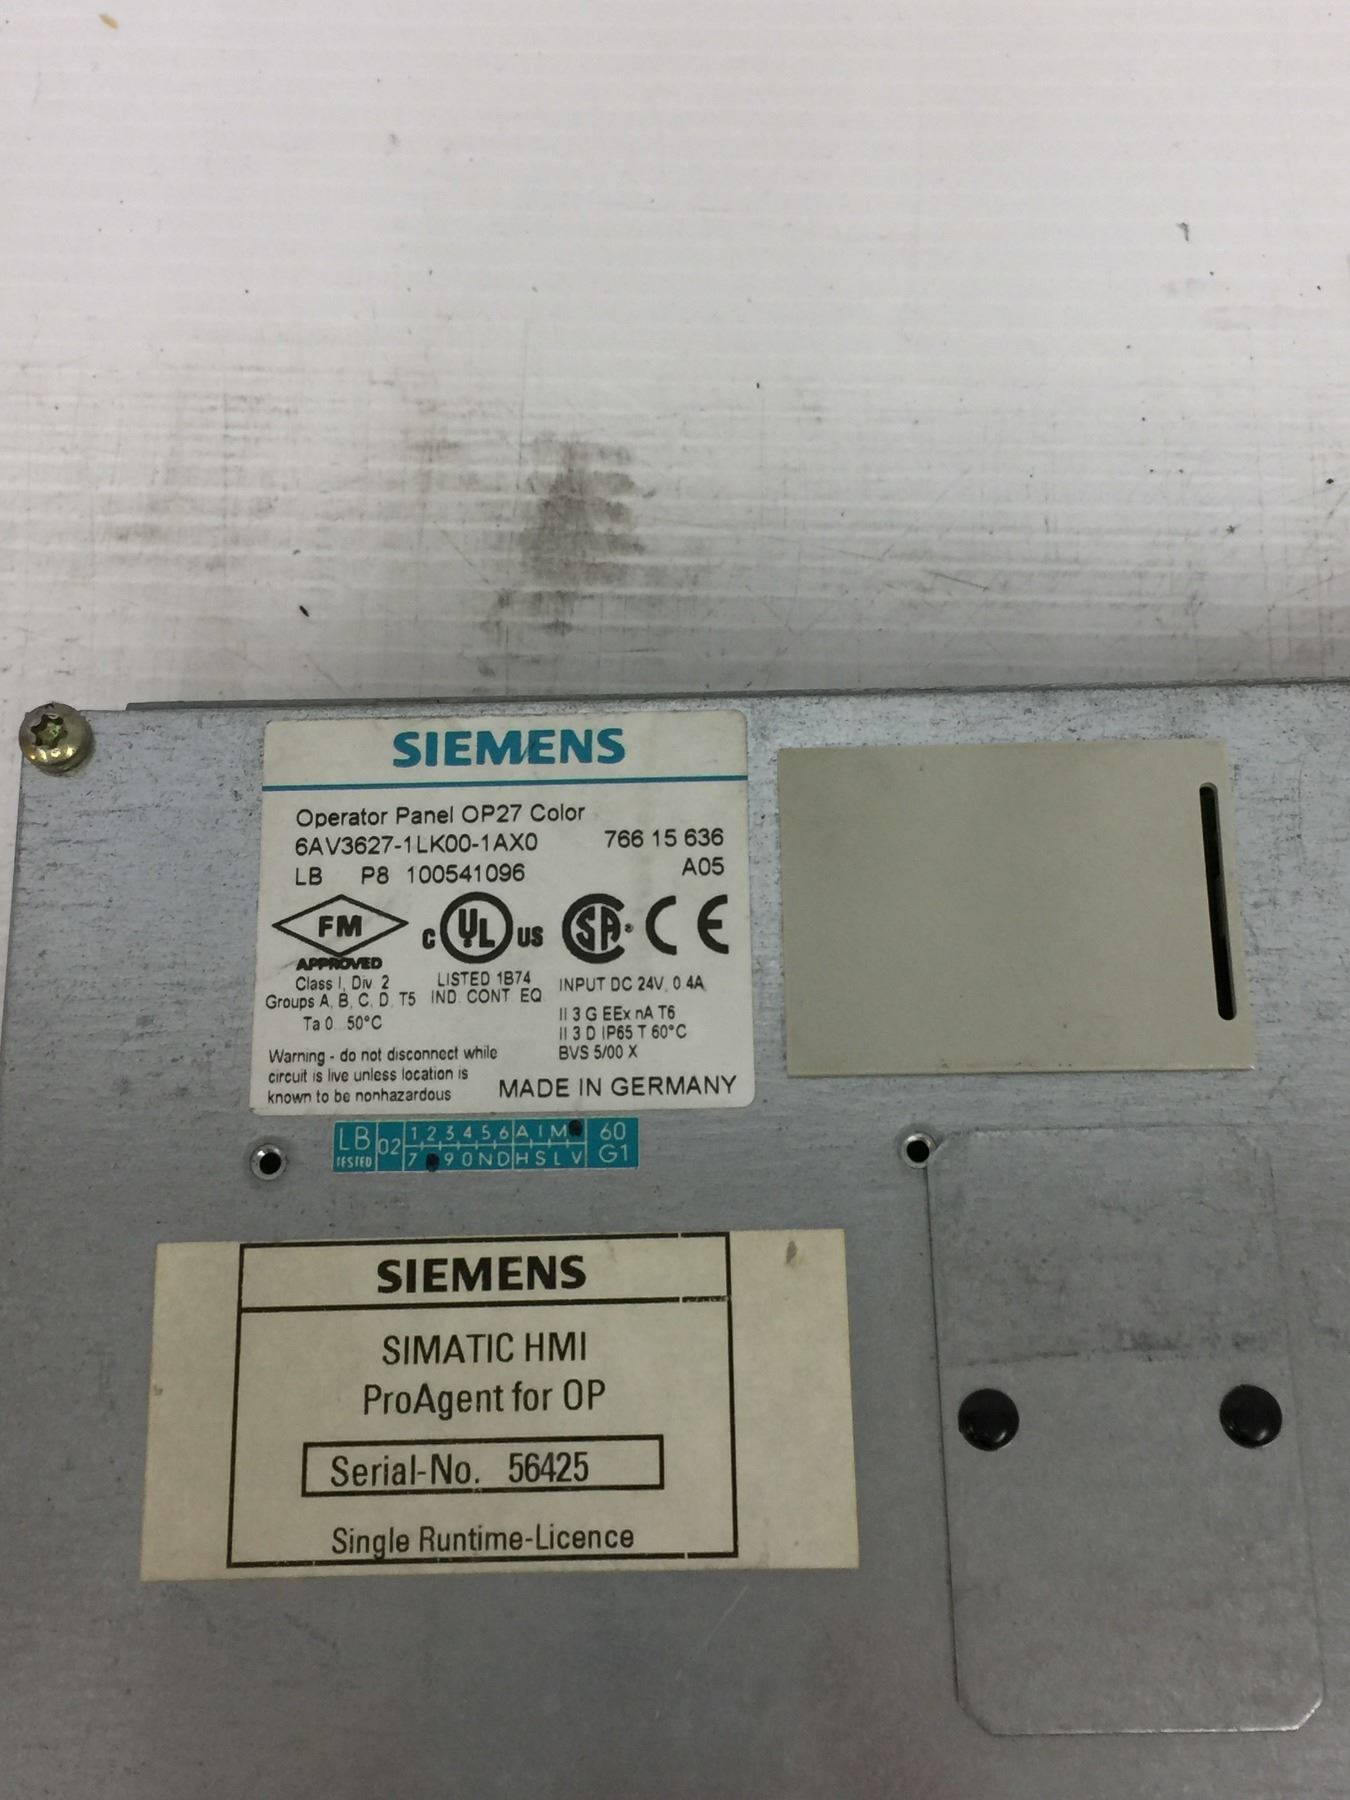 SIEMENS
Operator Panel OP27 Color
6AV3627-1LK00-1AX0 766 15 636
LB P8 100541096 A05
FM
APPROVED
Class I, Div. 2
Groups A, B, C, D, T5
Ta 0...50°C
C UL US
LISTED 1B74
IND. CONT. EQ.
SA CE
INPUT DC 24V, 0.4A
II 3 G EEx nA T6
II 3 D IP65 T 60°C
BVS 5/00 X
Warning - do not disconnect while
circuit is live unless location is
known to be nonhazardous
MADE IN GERMANY
LB 02 1 2 3 4 5 6 A I M 60
TESTED 7 9 0 N D H S L V G1
SIEMENS
SIMATIC HMI
ProAgent for OP
Serial-No. 56425
Single Runtime-Licence